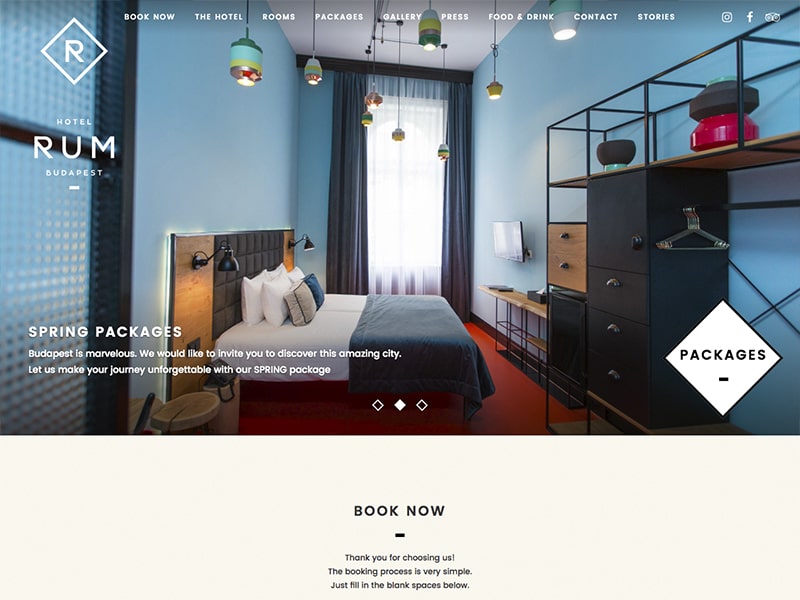 BOOK NOW THE HOTEL ROOMS PACKAGES GALLERY PRESS FOOD & DRINK CONTACT STORIES
R
HOTEL
RUM
BUDAPEST
SPRING PACKAGES
Budapest is marvelous. We would like to invite you to discover this amazing city.
Let us make your journey unforgettable with our SPRING package
PACKAGES
BOOK NOW
Thank you for choosing us!
The booking process is very simple.
Just fill in the blank spaces below.